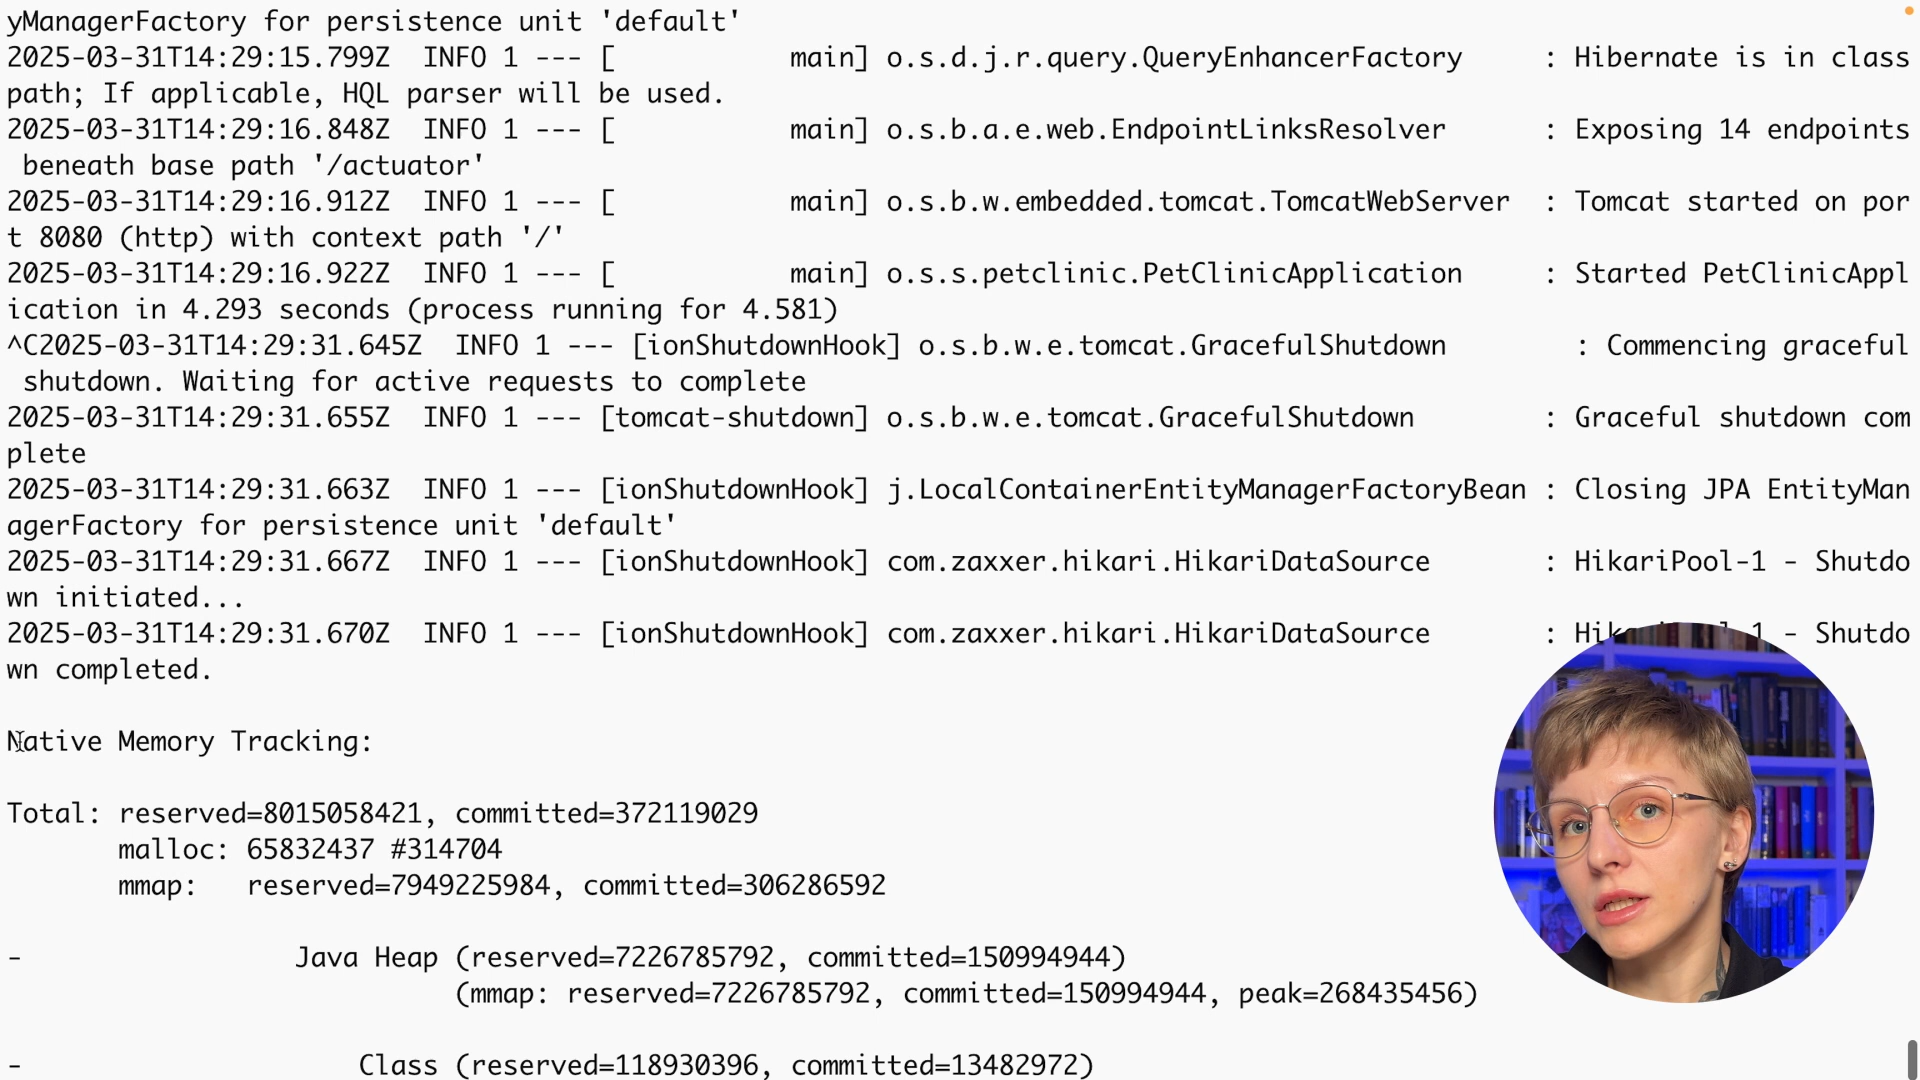 yManagerFactory for persistence unit 'default'
2025-03-31T14:29:15.799Z  INFO 1 --- [           main] o.s.d.j.r.query.QueryEnhancerFactory     : Hibernate is in class
path; If applicable, HQL parser will be used.
2025-03-31T14:29:16.848Z  INFO 1 --- [           main] o.s.b.a.e.web.EndpointLinksResolver      : Exposing 14 endpoints
 beneath base path '/actuator'
2025-03-31T14:29:16.912Z  INFO 1 --- [           main] o.s.b.w.embedded.tomcat.TomcatWebServer  : Tomcat started on por
t 8080 (http) with context path '/'
2025-03-31T14:29:16.922Z  INFO 1 --- [           main] o.s.s.petclinic.PetClinicApplication     : Started PetClinicAppl
ication in 4.293 seconds (process running for 4.581)
^C2025-03-31T14:29:31.645Z  INFO 1 --- [ionShutdownHook] o.s.b.w.e.tomcat.GracefulShutdown        : Commencing graceful
 shutdown. Waiting for active requests to complete
2025-03-31T14:29:31.655Z  INFO 1 --- [tomcat-shutdown] o.s.b.w.e.tomcat.GracefulShutdown        : Graceful shutdown com
plete
2025-03-31T14:29:31.663Z  INFO 1 --- [ionShutdownHook] j.LocalContainerEntityManagerFactoryBean : Closing JPA EntityMan
agerFactory for persistence unit 'default'
2025-03-31T14:29:31.667Z  INFO 1 --- [ionShutdownHook] com.zaxxer.hikari.HikariDataSource       : HikariPool-1 - Shutdo
wn initiated...
2025-03-31T14:29:31.670Z  INFO 1 --- [ionShutdownHook] com.zaxxer.hikari.HikariDataSource       : - Shutdo
wn completed.
Native Memory Tracking:
Total: reserved=8015058421, committed=372119029
       malloc: 65832437 #314704
       mmap:   reserved=7949225984, committed=306286592
-                 Java Heap (reserved=7226785792, committed=150994944)
                            (mmap: reserved=7226785792, committed=150994944, peak=268435456)
-                     Class (reserved=118930396, committed=13482972)